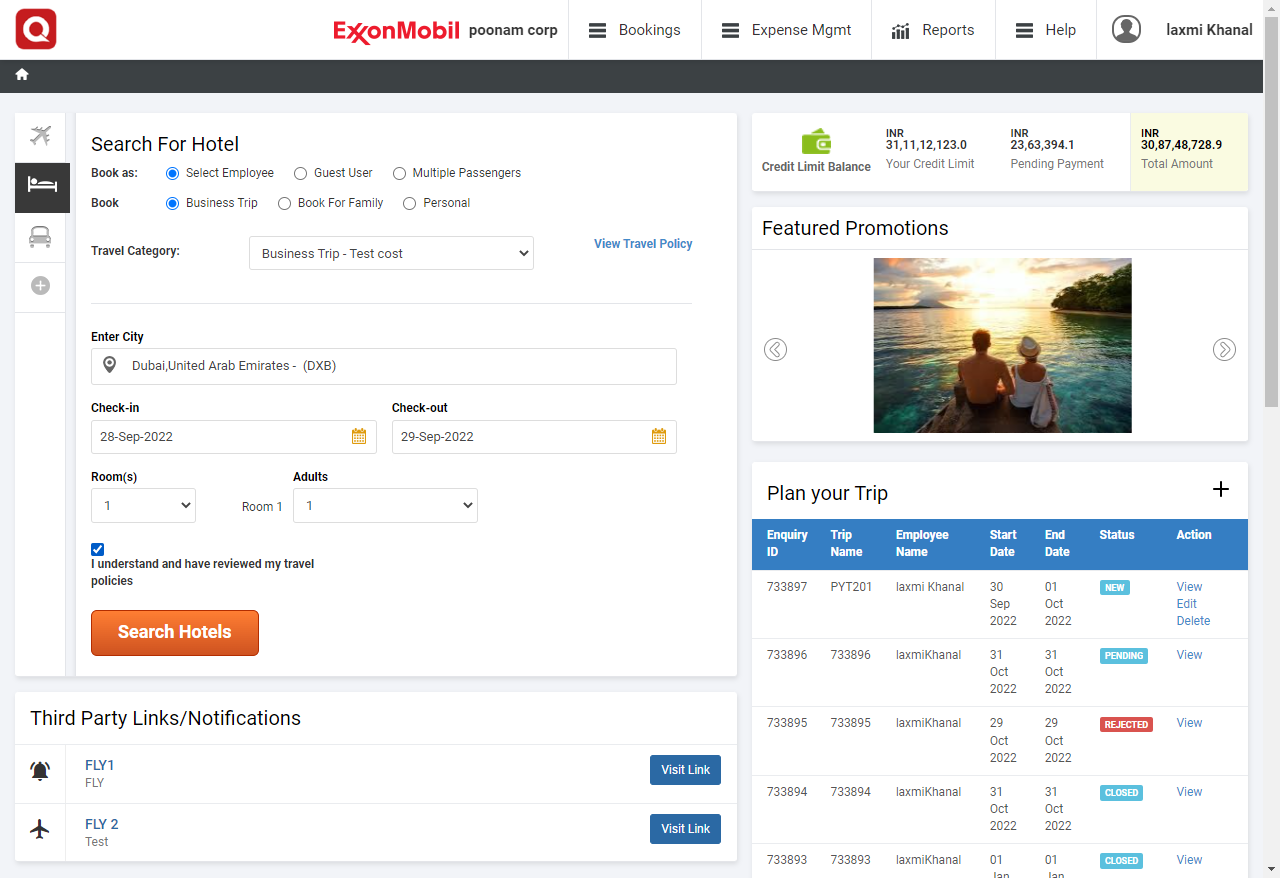 ExxonMobil poonam corp Bookings Expense Mgmt Reports Help laxmi Khanal
Search For Hotel
Book as: Select Employee Guest User Multiple Passengers
Book Business Trip Book For Family Personal
Travel Category: Business Trip - Test cost View Travel Policy
Enter City
Dubai,United Arab Emirates - (DXB)
Check-in Check-out
28-Sep-2022 29-Sep-2022
Room(s) Adults
1 Room 1 1
I understand and have reviewed my travel
policies
Search Hotels
Third Party Links/Notifications
FLY1
FLY
Visit Link
FLY 2
Test
Visit Link
Credit Limit Balance
INR
31,11,12,123.0
Your Credit Limit
INR
23,63,394.1
Pending Payment
INR
30,87,48,728.9
Total Amount
Featured Promotions
Plan your Trip
Enquiry Trip Employee Start End Status Action
ID Name Name Date Date
733897 PYT201 laxmi Khanal 30 01 NEW View
Sep Oct Edit
2022 2022 Delete
733896 733896 laxmiKhanal 31 31 PENDING View
Oct Oct
2022 2022
733895 733895 laxmiKhanal 29 29 REJECTED View
Oct Oct
2022 2022
733894 733894 laxmiKhanal 31 31 CLOSED View
Oct Oct
2022 2022
733893 733893 laxmiKhanal 01 01 CLOSED View
Jan Jan